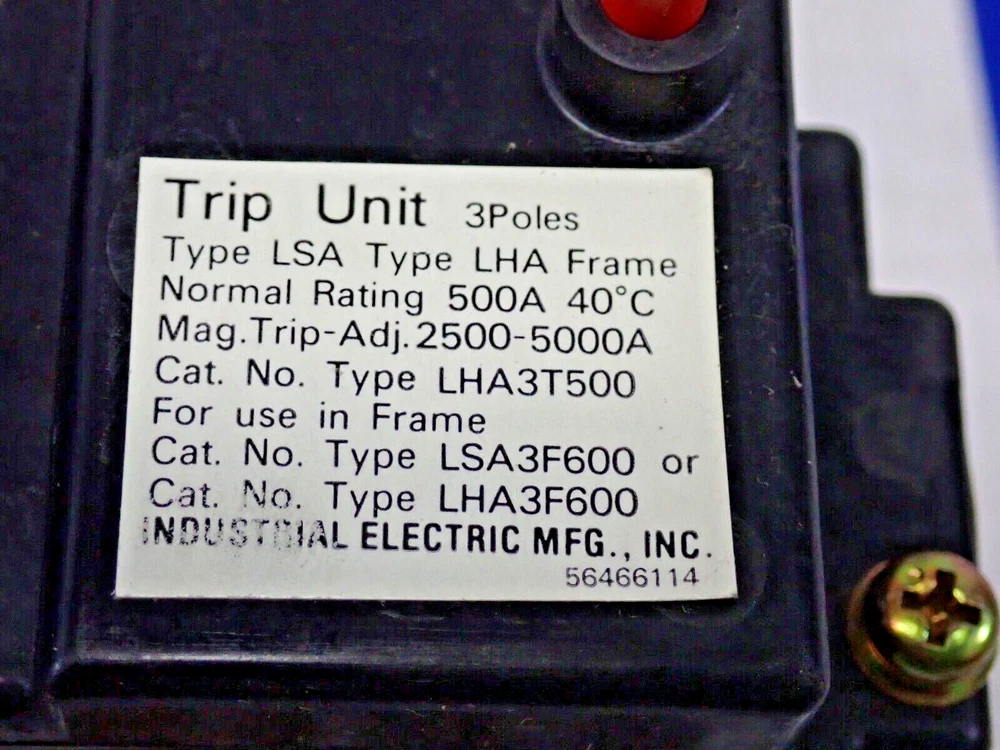 Trip Unit 3Poles
Type LSA Type LHA Frame
Normal Rating 500A 40°C
Mag.Trip-Adj.2500-5000A
Cat. No. Type LHA3T500
For use in Frame
Cat. No. Type LSA3F600 or
Cat. No. Type LHA3F600
INDUSTRIAL ELECTRIC MFG., INC.
56466114